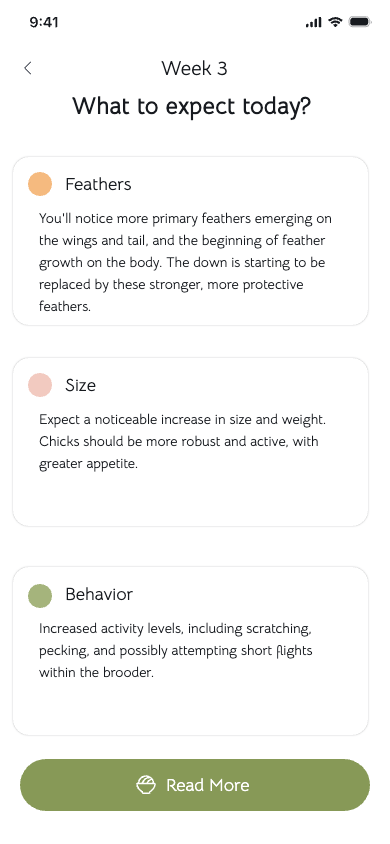 9:41
Week 3
What to expect today?
Feathers
You'll notice more primary feathers emerging on
the wings and tail, and the beginning of feather
growth on the body. The down is starting to be
replaced by these stronger, more protective
feathers.
Size
Expect a noticeable increase in size and weight.
Chicks should be more robust and active, with
greater appetite.
Behavior
Increased activity levels, including scratching,
pecking, and possibly attempting short flights
within the brooder.
Read More